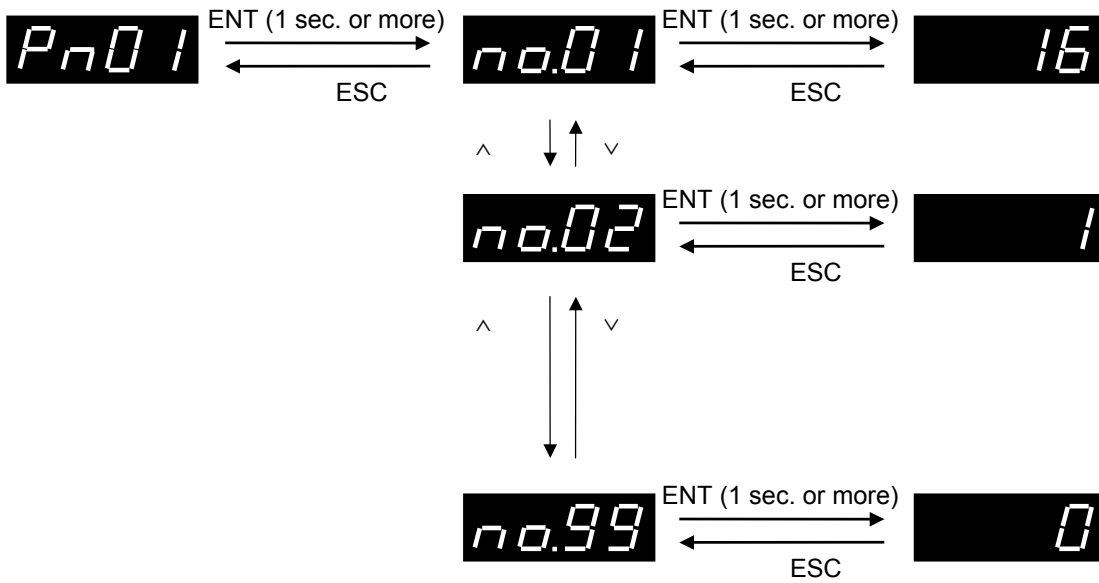 ENT (1 sec. or more) ENT (1 sec. or more)
Pn01 no.01 16
ESC ESC
∧ ∨
ENT (1 sec. or more)
no.02 1
ESC
∧ ∨
ENT (1 sec. or more)
no.99 0
ESC